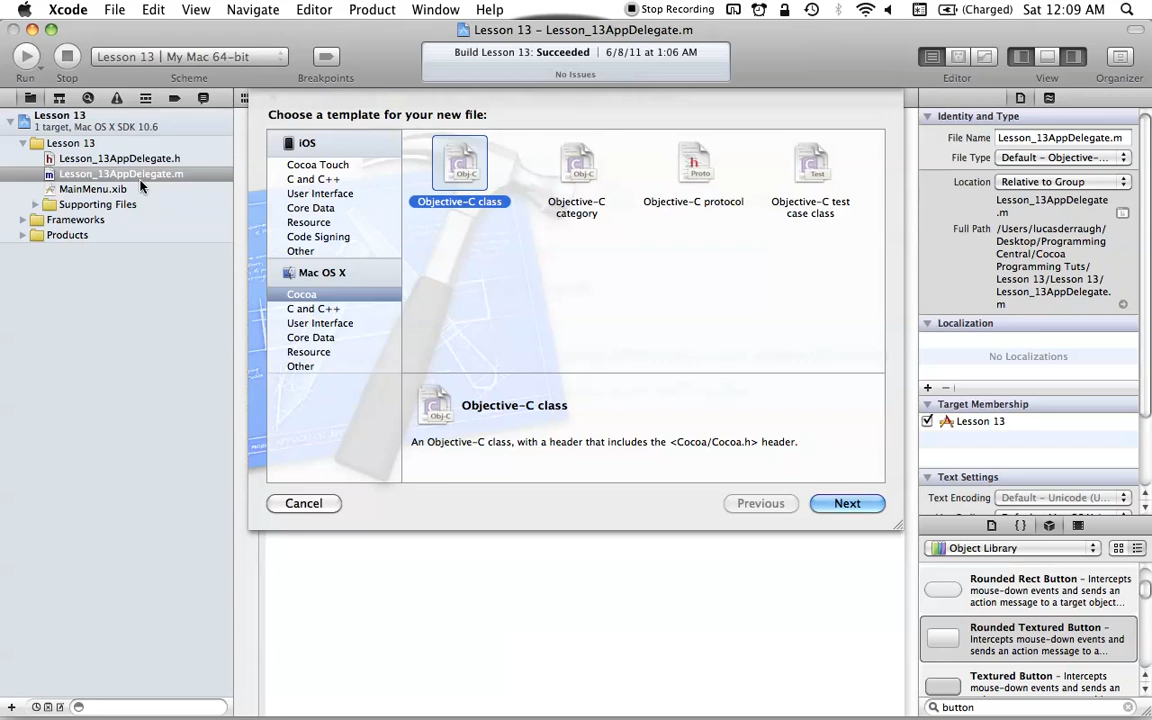 Xcode File Edit View Navigate Editor Product Window Help
Stop Recording
(Charged) Sat 12:09 AM
Lesson 13 - Lesson_13AppDelegate.m
Lesson 13 | My Mac 64-bit
Build Lesson 13: Succeeded | 6/8/11 at 1:06 AM
No Issues
Run Stop Scheme Breakpoints Editor View Organizer
Lesson 13
1 target, Mac OS X SDK 10.6
Lesson 13
Lesson_13AppDelegate.h
Lesson_13AppDelegate.m
MainMenu.xib
Supporting Files
Frameworks
Products
Choose a template for your new file:
iOS
Cocoa Touch
C and C++
User Interface
Core Data
Resource
Code Signing
Other
Mac OS X
Cocoa
C and C++
User Interface
Core Data
Resource
Other
Obj-C
Objective-C class
Obj-C
Objective-C
category
h
Proto
Objective-C protocol
Test
Objective-C test
case class
Obj-C
Objective-C class
An Objective-C class, with a header that includes the <Cocoa/Cocoa.h> header.
Cancel
Previous
Next
Identity and Type
File Name Lesson_13AppDelegate.m
File Type Default - Objective-...
Location Relative to Group
Lesson_13AppDelegate
.m
Full Path /Users/lucasderraugh/
Desktop/Programming
Central/Cocoa
Programming Tuts/
Lesson 13/Lesson 13/
Lesson_13AppDelegate.
m
Localization
No Localizations
Target Membership
Lesson 13
Text Settings
Text Encoding Default - Unicode (U...
Object Library
Rounded Rect Button - Intercepts
mouse-down events and sends an
action message to a target object...
Rounded Textured Button -
Intercepts mouse-down events and
sends an action message to a...
Textured Button - Intercepts
mouse-down events and sends an
button